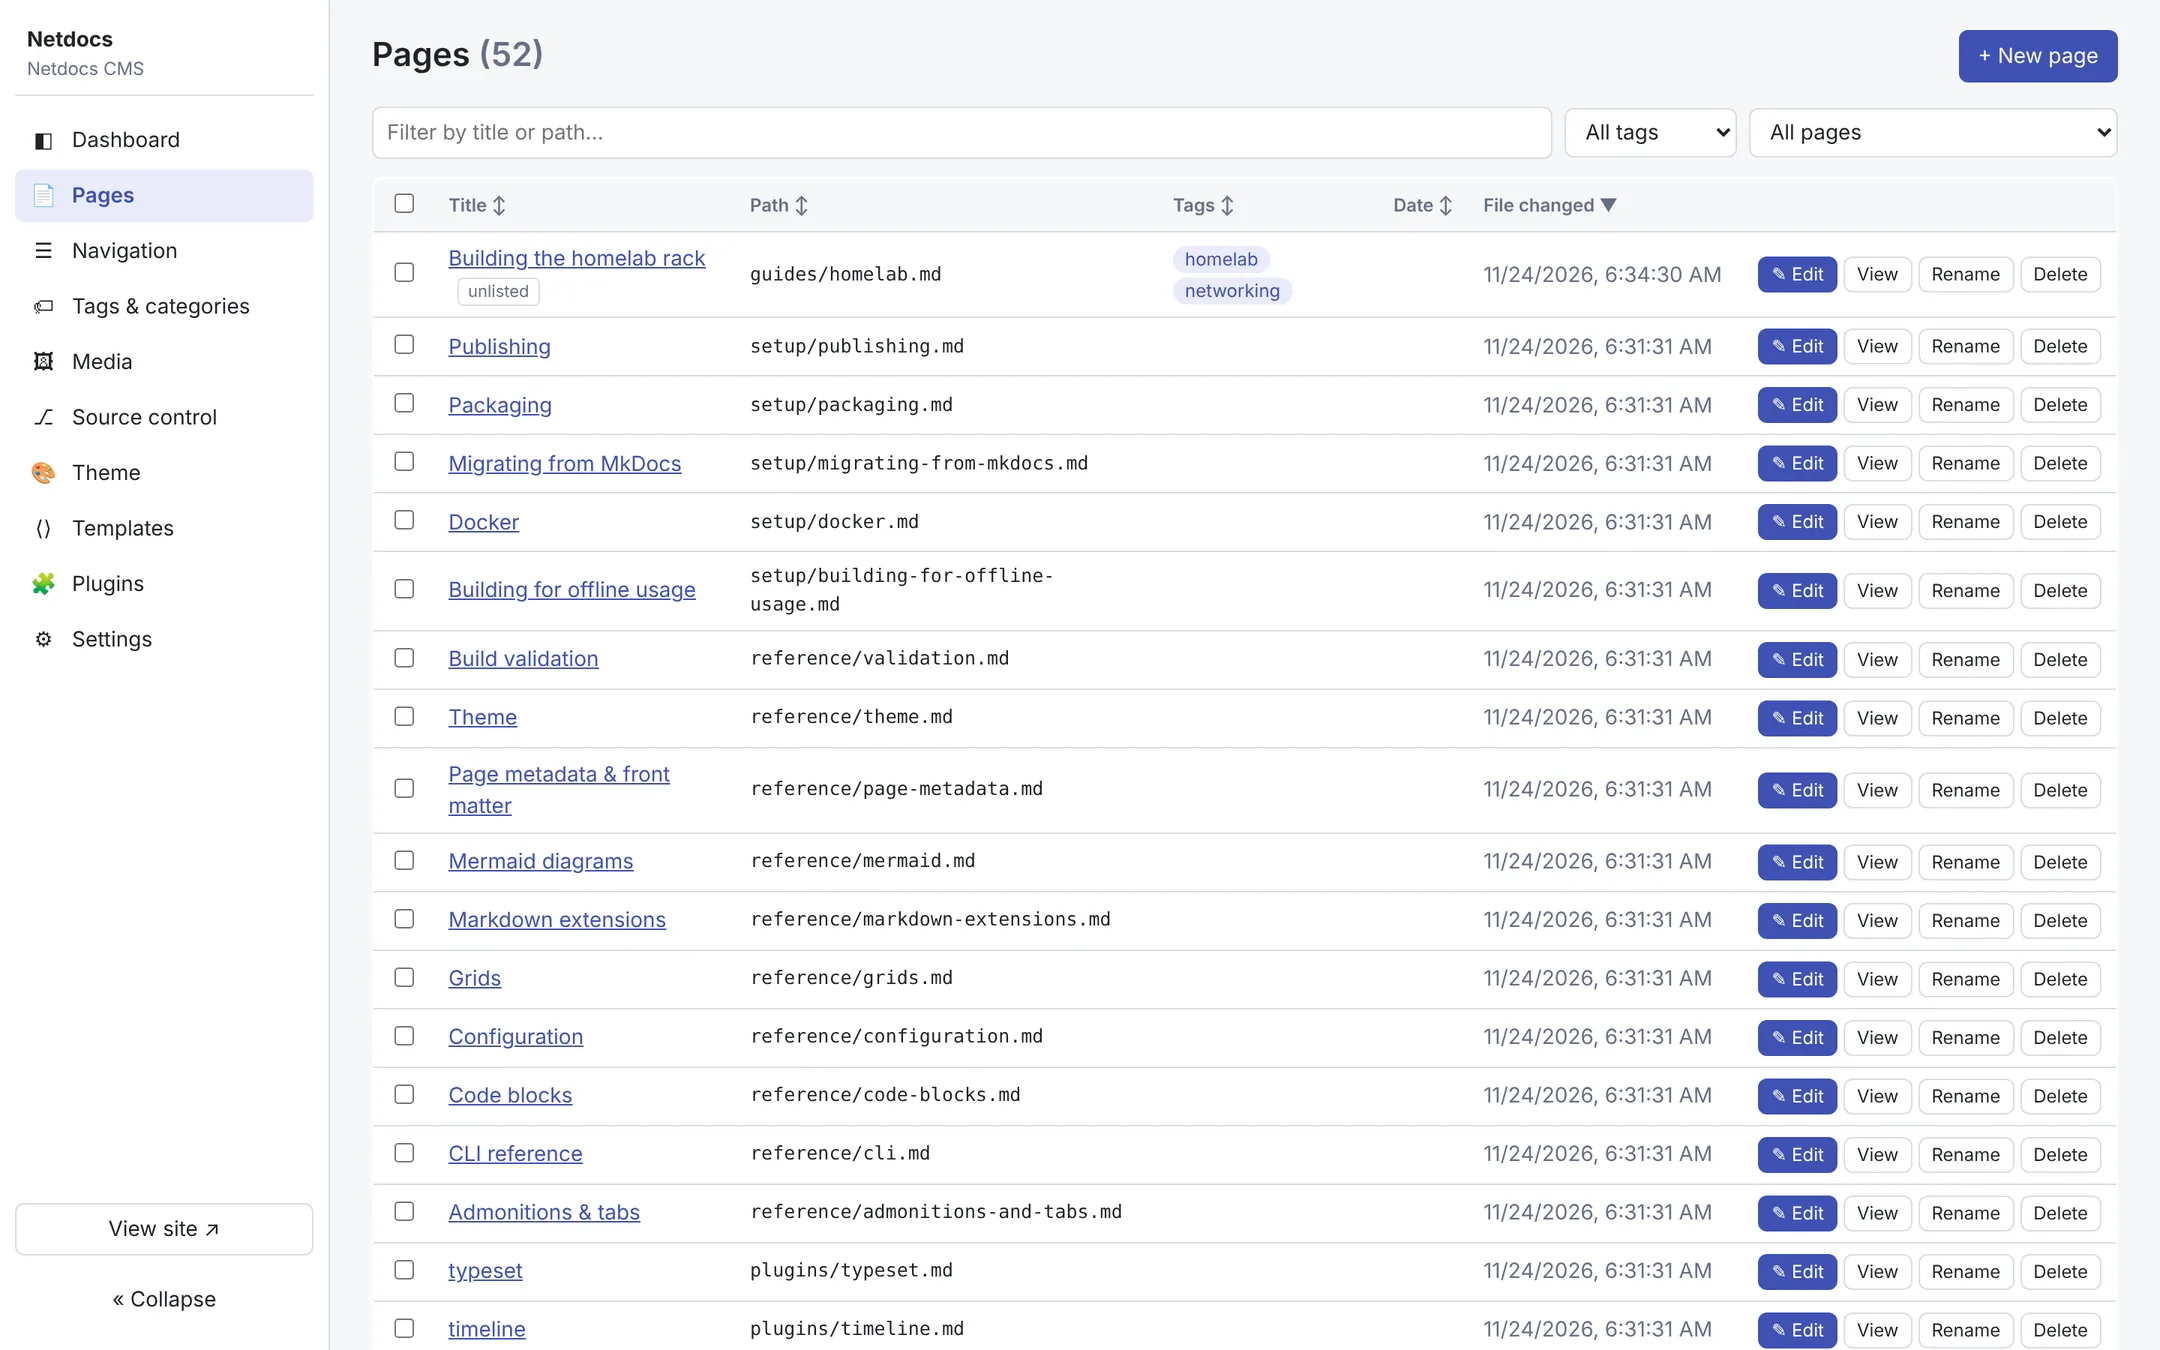 Netdocs
Netdocs CMS
Dashboard
Pages
Navigation
Tags & categories
Media
Source control
Theme
Templates
Plugins
Settings
View site ↗
« Collapse
Pages (52)
+ New page
Filter by title or path...
All tags
All pages
Title ↕ Path ↕ Tags ↕ Date ↕ File changed ▼
Building the homelab rack
unlisted
guides/homelab.md
homelab
networking
11/24/2026, 6:34:30 AM ✎ Edit View Rename Delete
Publishing setup/publishing.md 11/24/2026, 6:31:31 AM ✎ Edit View Rename Delete
Packaging setup/packaging.md 11/24/2026, 6:31:31 AM ✎ Edit View Rename Delete
Migrating from MkDocs setup/migrating-from-mkdocs.md 11/24/2026, 6:31:31 AM ✎ Edit View Rename Delete
Docker setup/docker.md 11/24/2026, 6:31:31 AM ✎ Edit View Rename Delete
Building for offline usage
setup/building-for-offline-
usage.md
11/24/2026, 6:31:31 AM ✎ Edit View Rename Delete
Build validation reference/validation.md 11/24/2026, 6:31:31 AM ✎ Edit View Rename Delete
Theme reference/theme.md 11/24/2026, 6:31:31 AM ✎ Edit View Rename Delete
Page metadata & front
matter
reference/page-metadata.md 11/24/2026, 6:31:31 AM ✎ Edit View Rename Delete
Mermaid diagrams reference/mermaid.md 11/24/2026, 6:31:31 AM ✎ Edit View Rename Delete
Markdown extensions reference/markdown-extensions.md 11/24/2026, 6:31:31 AM ✎ Edit View Rename Delete
Grids reference/grids.md 11/24/2026, 6:31:31 AM ✎ Edit View Rename Delete
Configuration reference/configuration.md 11/24/2026, 6:31:31 AM ✎ Edit View Rename Delete
Code blocks reference/code-blocks.md 11/24/2026, 6:31:31 AM ✎ Edit View Rename Delete
CLI reference reference/cli.md 11/24/2026, 6:31:31 AM ✎ Edit View Rename Delete
Admonitions & tabs reference/admonitions-and-tabs.md 11/24/2026, 6:31:31 AM ✎ Edit View Rename Delete
typeset plugins/typeset.md 11/24/2026, 6:31:31 AM ✎ Edit View Rename Delete
timeline plugins/timeline.md 11/24/2026, 6:31:31 AM ✎ Edit View Rename Delete